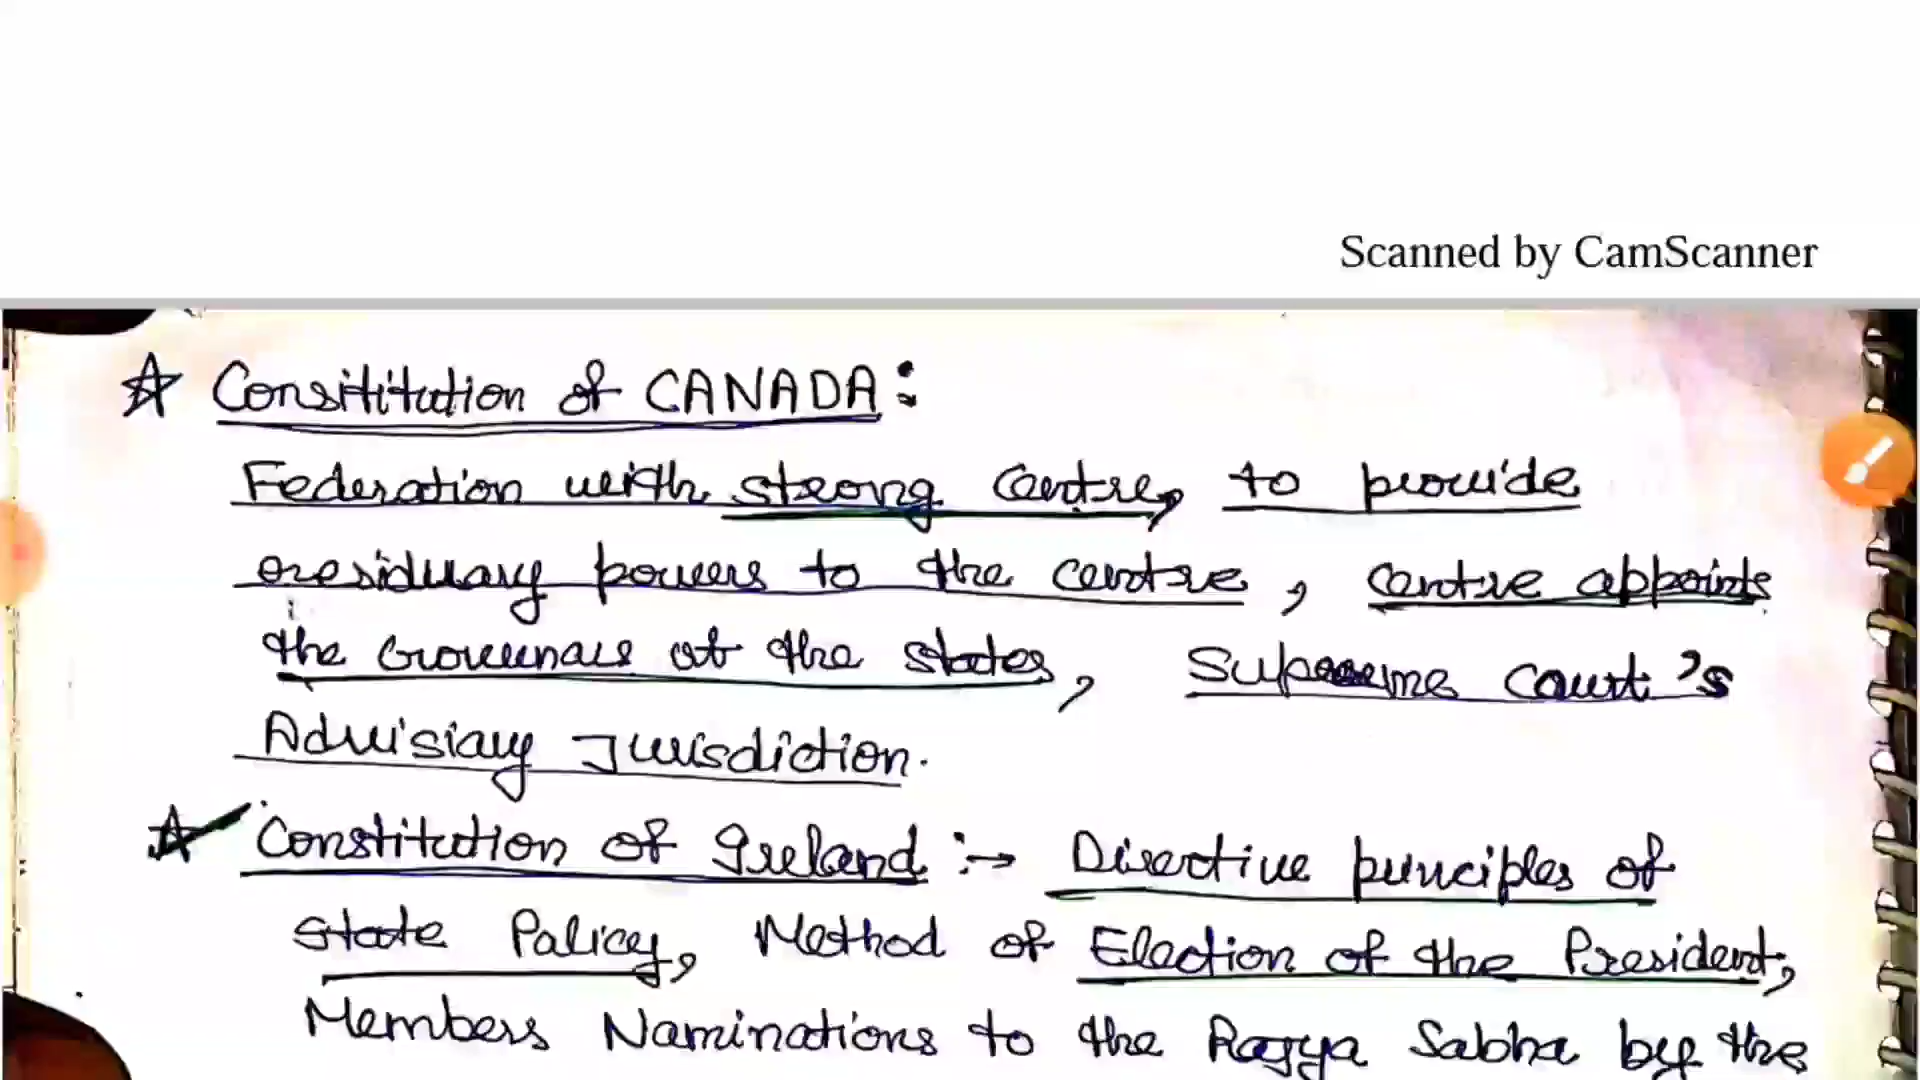 Scanned by CamScanner
☆ Consititution of CANADA:
Federation with strong Centre, to provide
residuary powers to the centre, centre appoints
the Governors of the states, Supreme Court's
Advisiary Jurisdiction.
☆ Constitution of Ireland :→ Directive principles of
State Policy, Method of Election of the President,
Members Nominations to the Rajya Sabha by the